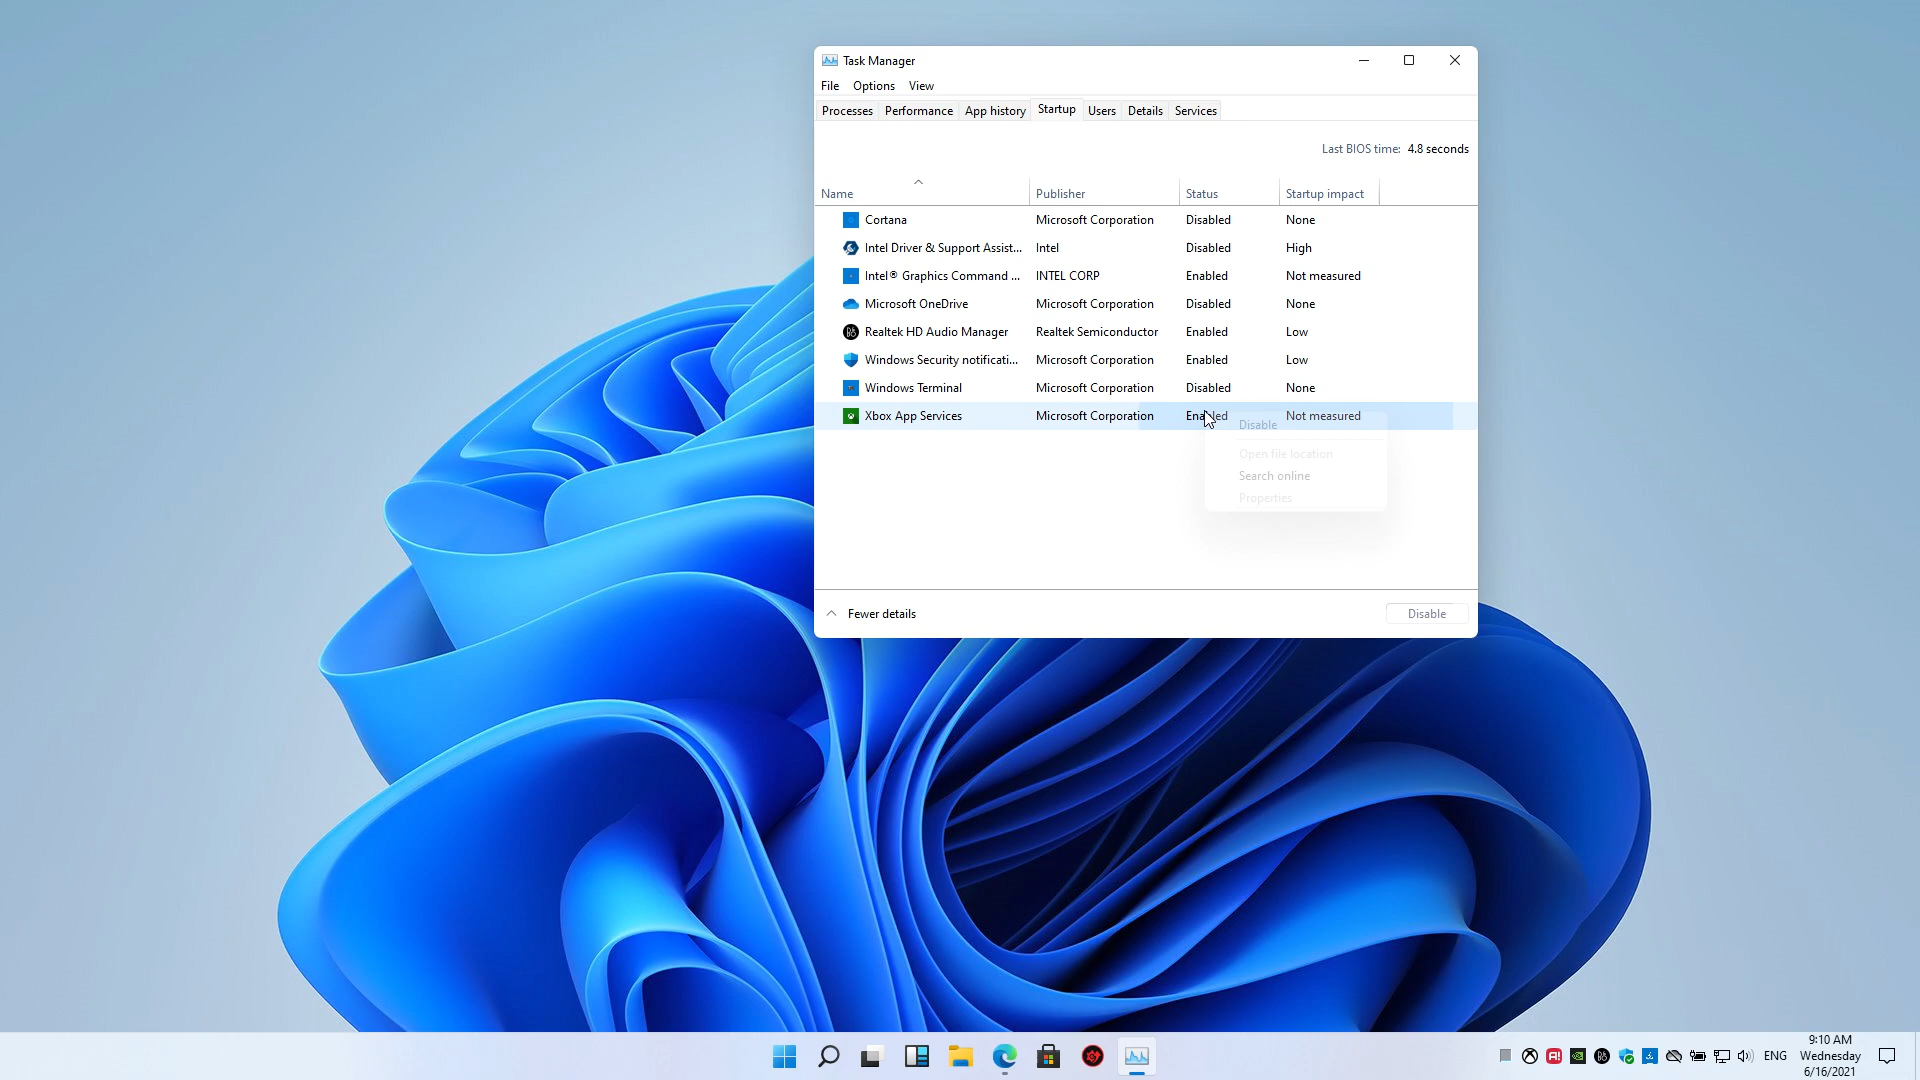 Task Manager
File Options View
Processes Performance App history Startup Users Details Services
Last BIOS time: 4.8 seconds
Name Publisher Status Startup impact
Cortana Microsoft Corporation Disabled None
Intel Driver & Support Assist... Intel Disabled High
Intel® Graphics Command ... INTEL CORP Enabled Not measured
Microsoft OneDrive Microsoft Corporation Disabled None
Realtek HD Audio Manager Realtek Semiconductor Enabled Low
Windows Security notificati... Microsoft Corporation Enabled Low
Windows Terminal Microsoft Corporation Disabled None
Xbox App Services Microsoft Corporation Enabled Not measured
Disable
Open file location
Search online
Properties
Fewer details Disable
ENG
9:10 AM
Wednesday
6/16/2021